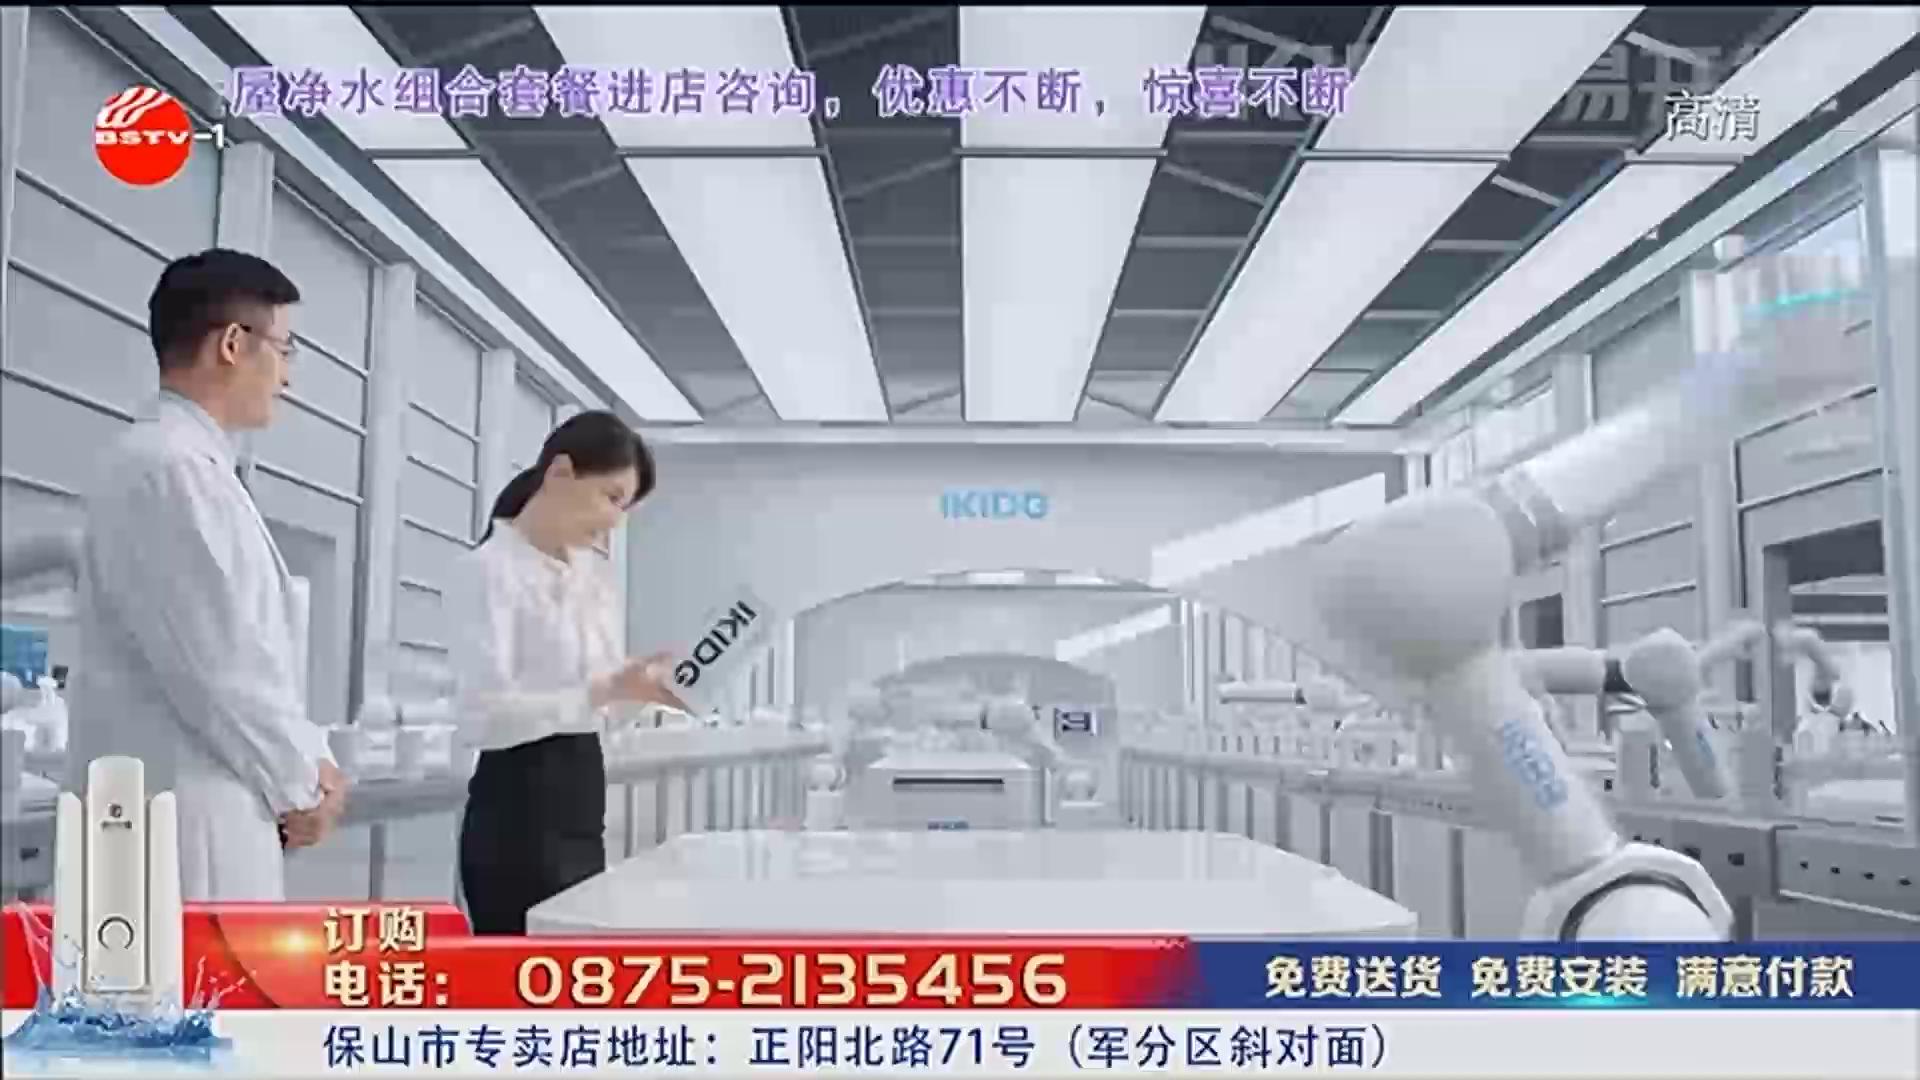 屋净水组合套餐进店咨询，优惠不断，惊喜不断
BSTV-1
高清
IKIDG
IKIDG
订购
电话：0875-2135456
免费送货 免费安装 满意付款
保山市专卖店地址：正阳北路71号（军分区斜对面）